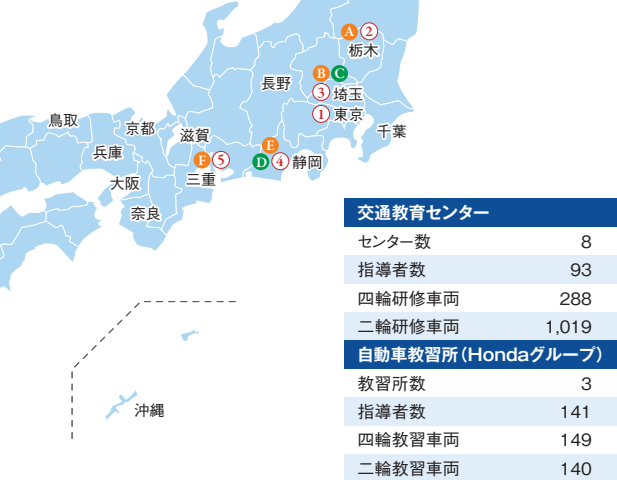 A ②
栃木
B C
長野
③ 埼玉
① 東京
千葉
鳥取
京都
滋賀
兵庫
E
F ⑤
D ④ 静岡
大阪
三重
奈良
沖縄
交通教育センター
センター数 8
指導者数 93
四輪研修車両 288
二輪研修車両 1,019
自動車教習所(Hondaグループ)
教習所数 3
指導者数 141
四輪教習車両 149
二輪教習車両 140